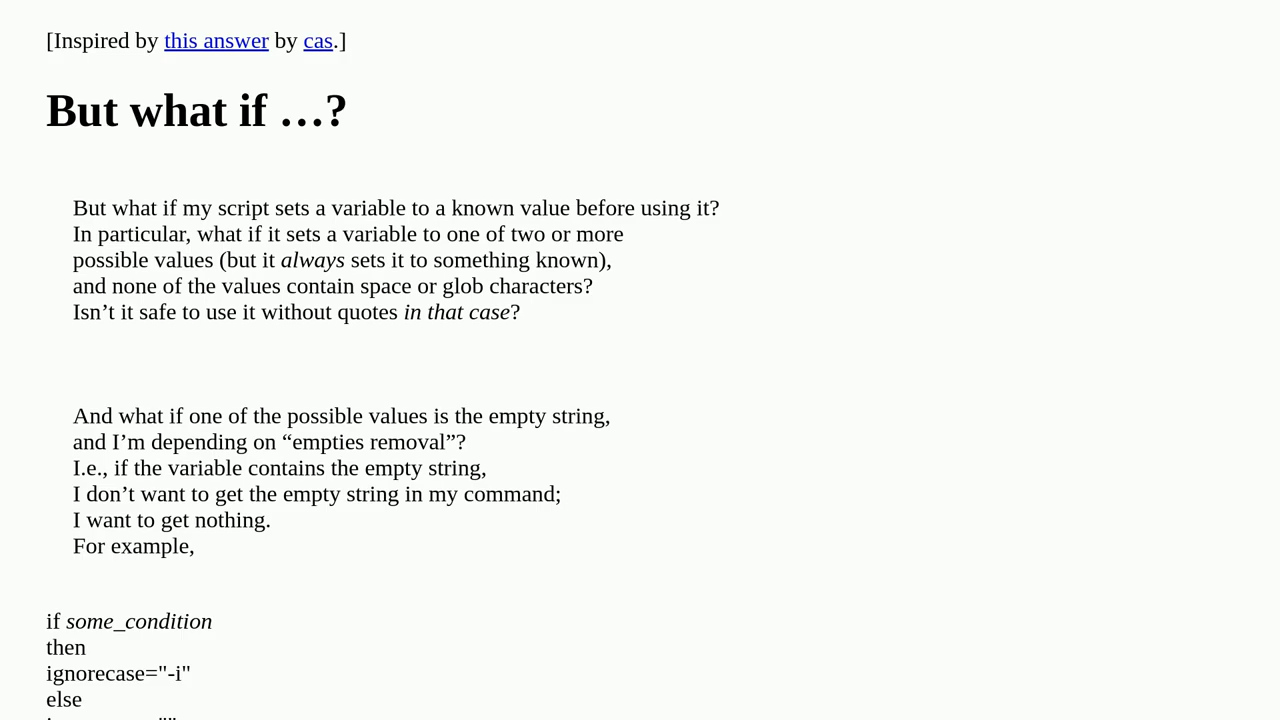 [Inspired by this answer by cas.]
But what if …?
But what if my script sets a variable to a known value before using it?
In particular, what if it sets a variable to one of two or more
possible values (but it always sets it to something known),
and none of the values contain space or glob characters?
Isn’t it safe to use it without quotes in that case?
And what if one of the possible values is the empty string,
and I’m depending on “empties removal”?
I.e., if the variable contains the empty string,
I don’t want to get the empty string in my command;
I want to get nothing.
For example,
if some_condition
then
ignorecase="-i"
else